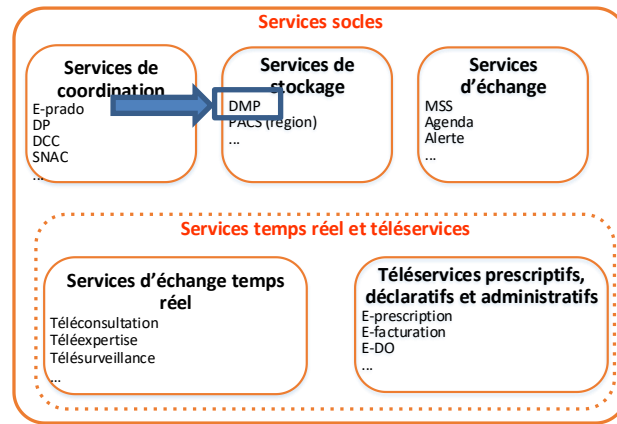 Services socles
Services de
coordination
E-prado
DP
DCC
SNAC
...
Services de
stockage
DMP
PACS (région)
...
Services
d’échange
MSS
Agenda
Alerte
...
Services temps réel et téléservices
Services d’échange temps
réel
Téléconsultation
Téléexpertise
Télésurveillance
...
Téléservices prescriptifs,
déclaratifs et administratifs
E-prescription
E-facturation
E-DO
...